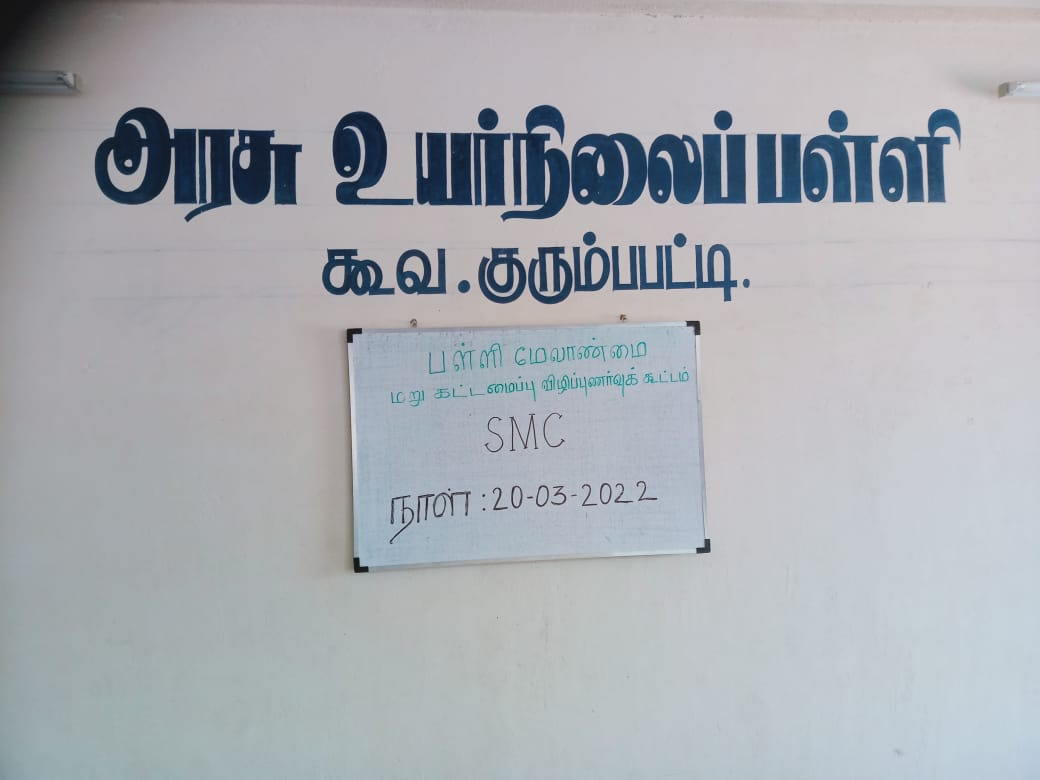 அரசு உயர்நிலைப்பள்ளி
கூவ.குரும்பபட்டி.
பள்ளி மேலாண்மை
மறு கட்டமைப்பு விழிப்புணர்வுக் கூட்டம்
SMC
நாள் : 20-03-2022